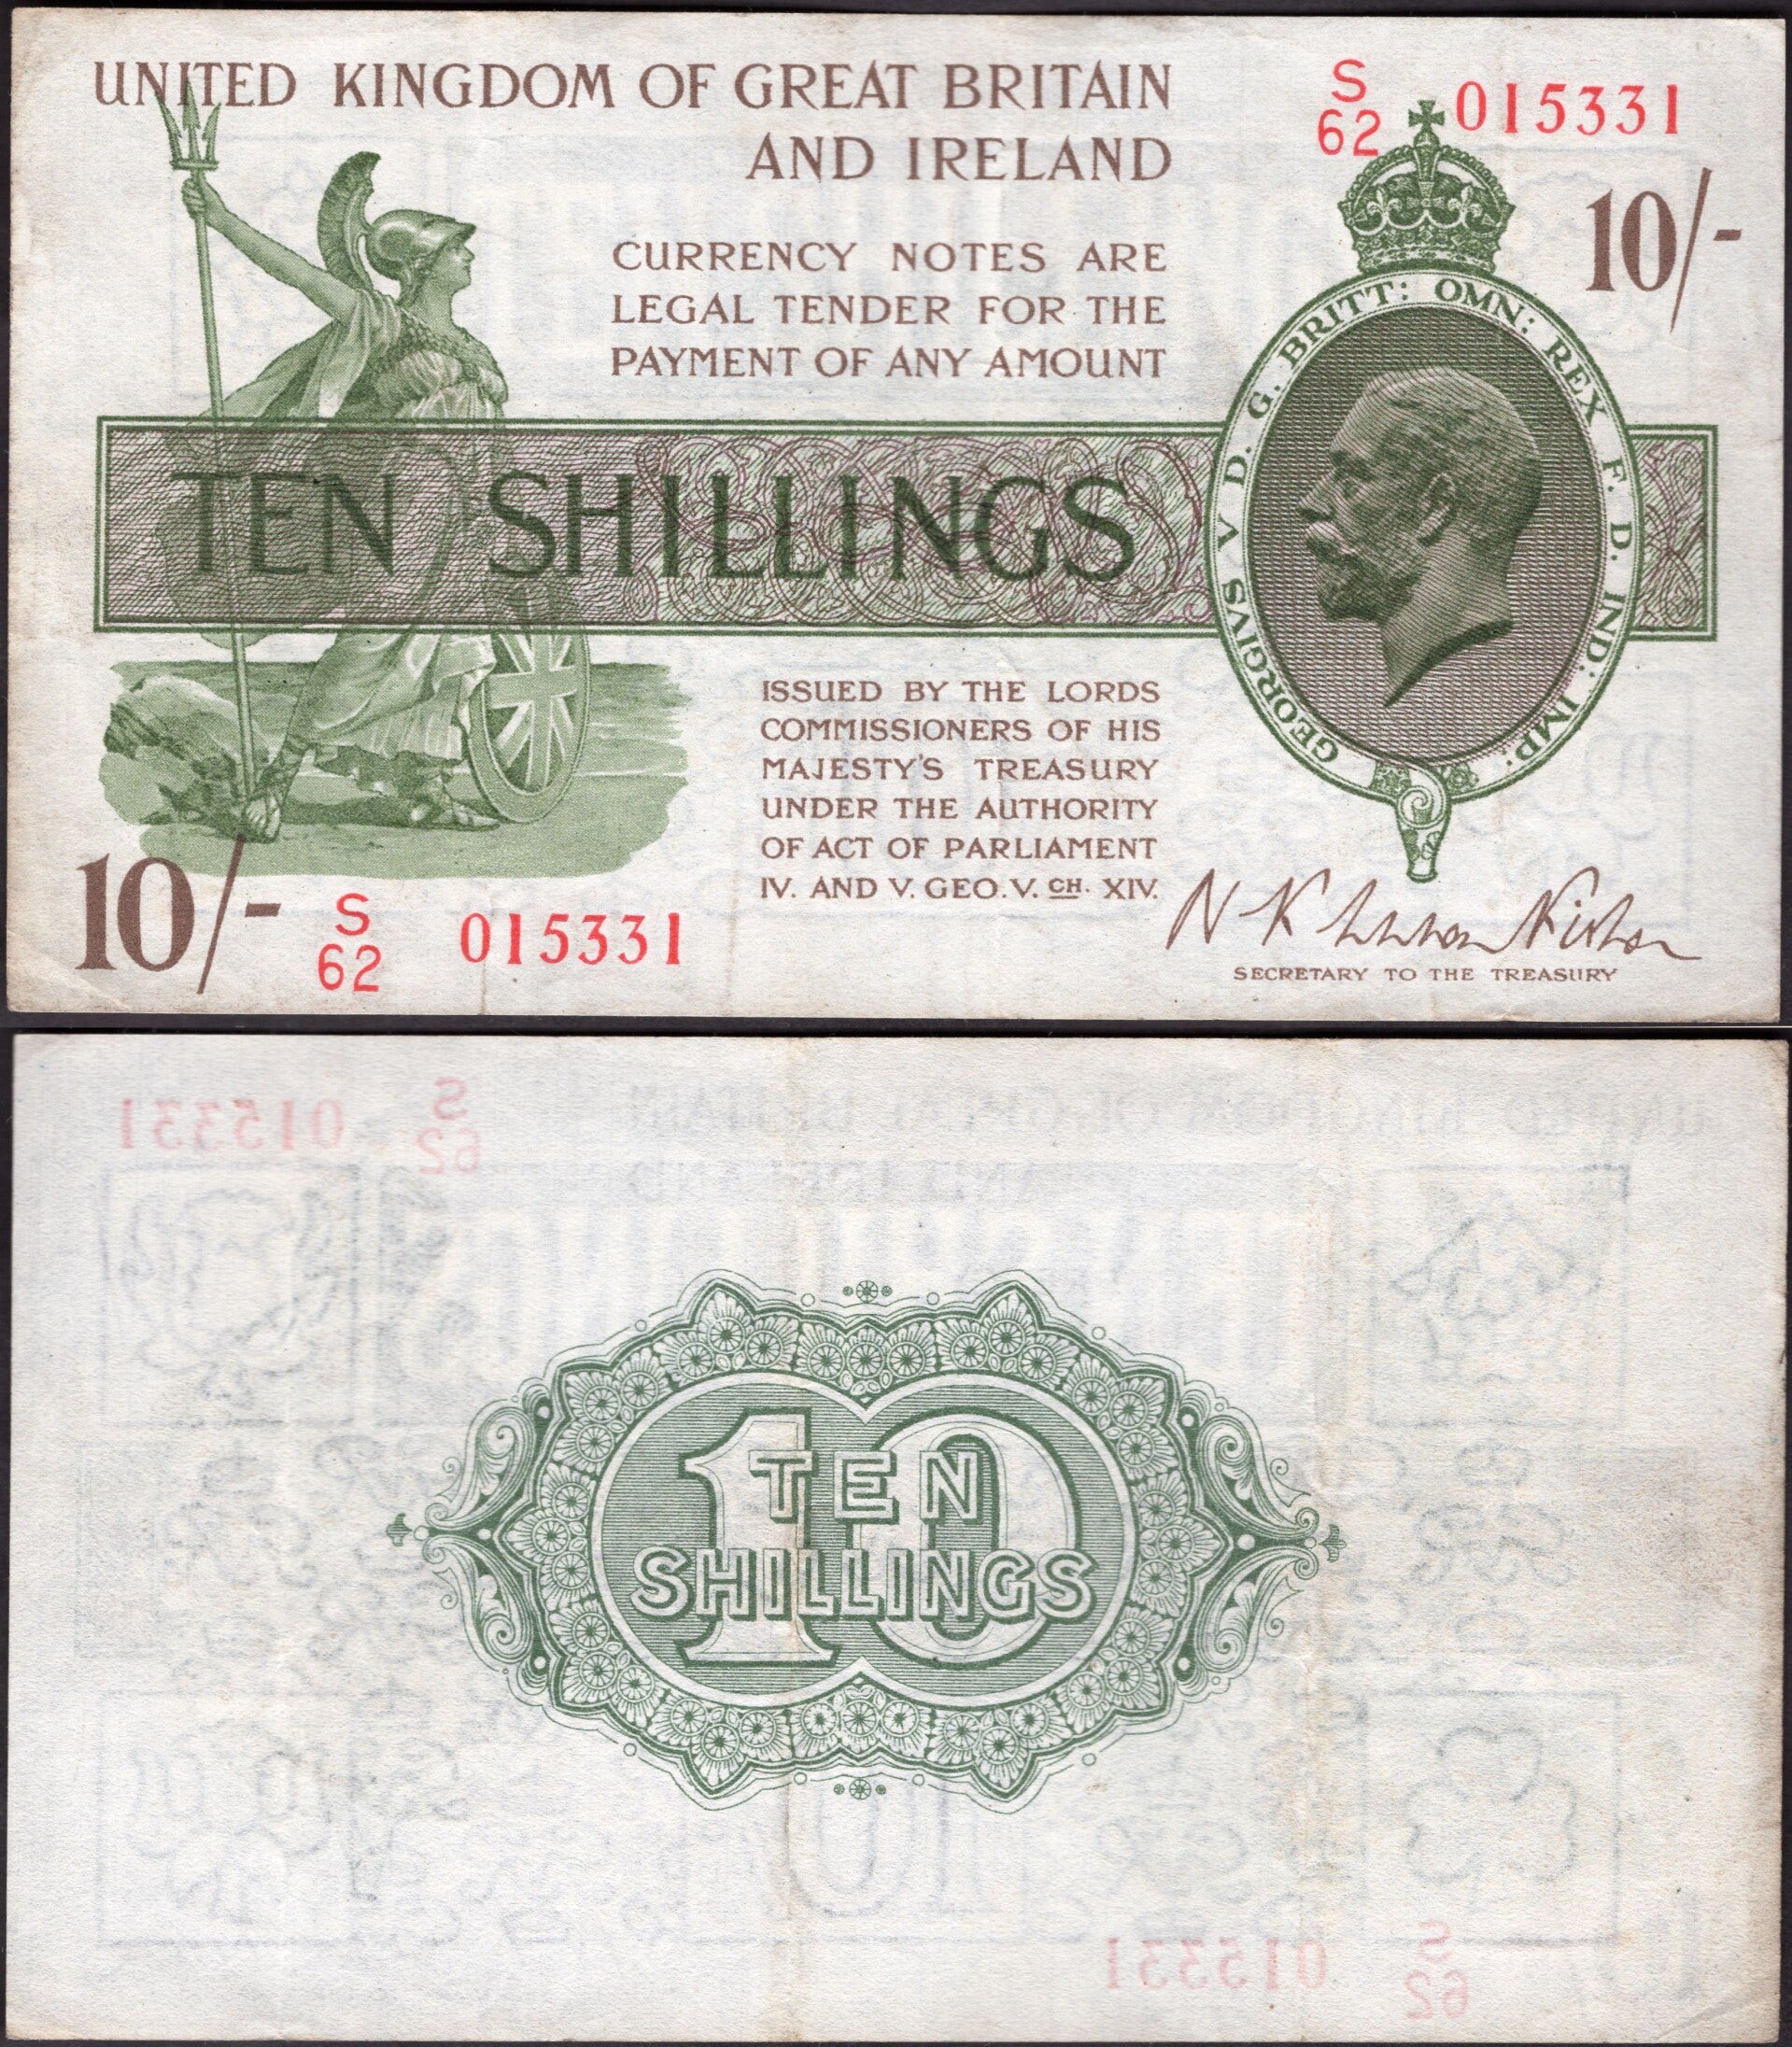 UNITED KINGDOM OF GREAT BRITAIN
AND IRELAND
S
62 015331
10/-
CURRENCY NOTES ARE
LEGAL TENDER FOR THE
PAYMENT OF ANY AMOUNT
GEORGIVS V D. G. BRITT: OMN: REX F. D. IND: IMP:
TEN SHILLINGS
ISSUED BY THE LORDS
COMMISSIONERS OF HIS
MAJESTY'S TREASURY
UNDER THE AUTHORITY
OF ACT OF PARLIAMENT
IV. AND V. GEO. V. CH. XIV.
10/-
S
62 015331
N K Warren Fisher
SECRETARY TO THE TREASURY
10
TEN
SHILLINGS